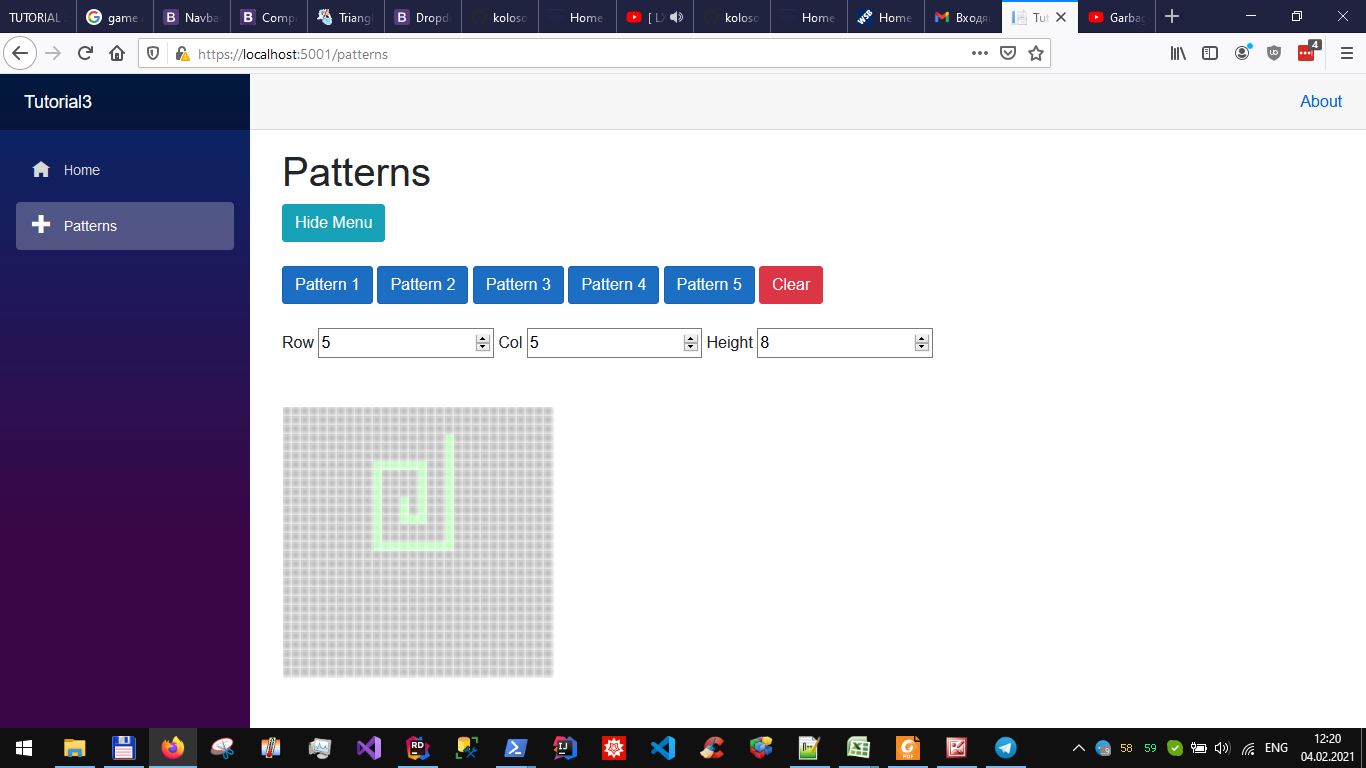 TUTORIAL
game
Navba
Comp
Triang
Dropd
koloso
Home
[ LX
koloso
Home
Home
Входя
Tut
Garbag
https://localhost:5001/patterns
4
Tutorial3
About
Home
Patterns
Patterns
Hide Menu
Pattern 1 Pattern 2 Pattern 3 Pattern 4 Pattern 5 Clear
Row 5 Col 5 Height 8
58 59 ENG
12:20
04.02.2021